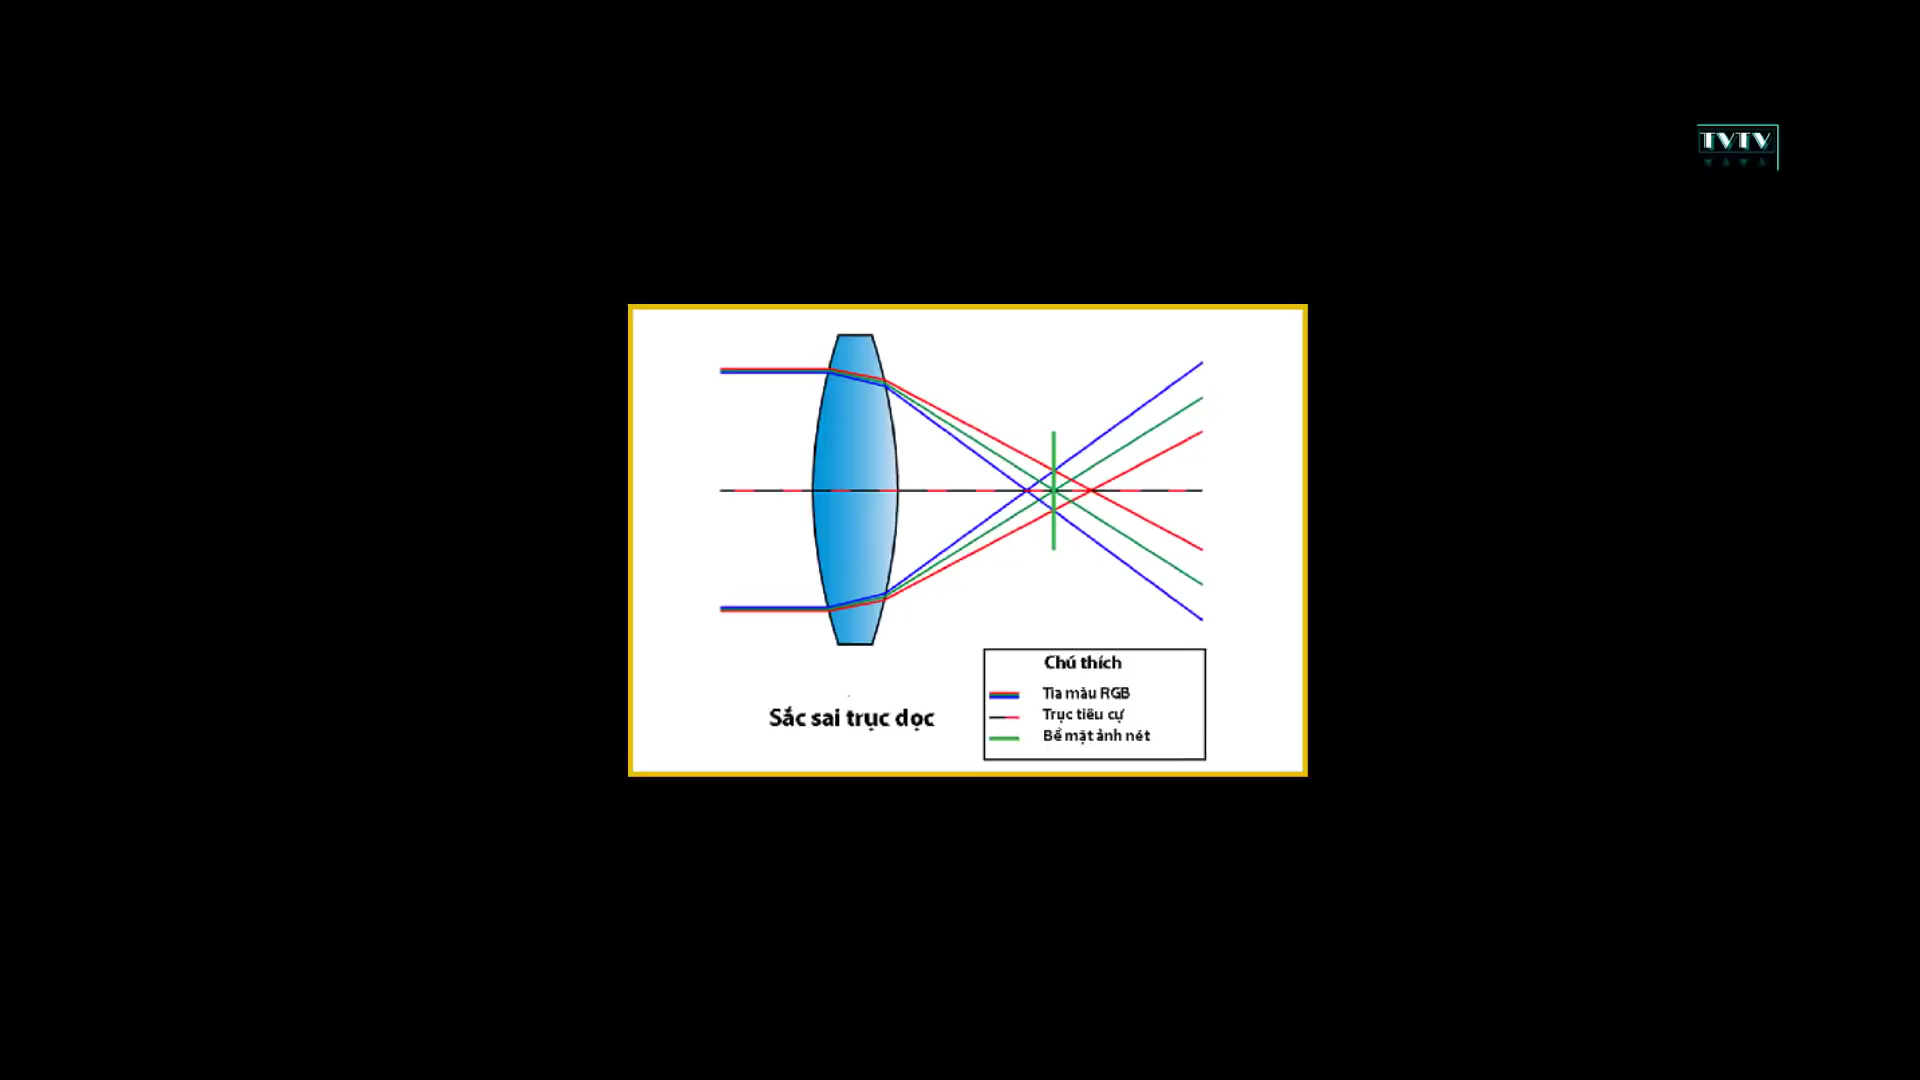 TVTV
Chú thích
Tia màu RGB
Trục tiêu cự
Bề mặt ảnh nét
Sắc sai trục dọc